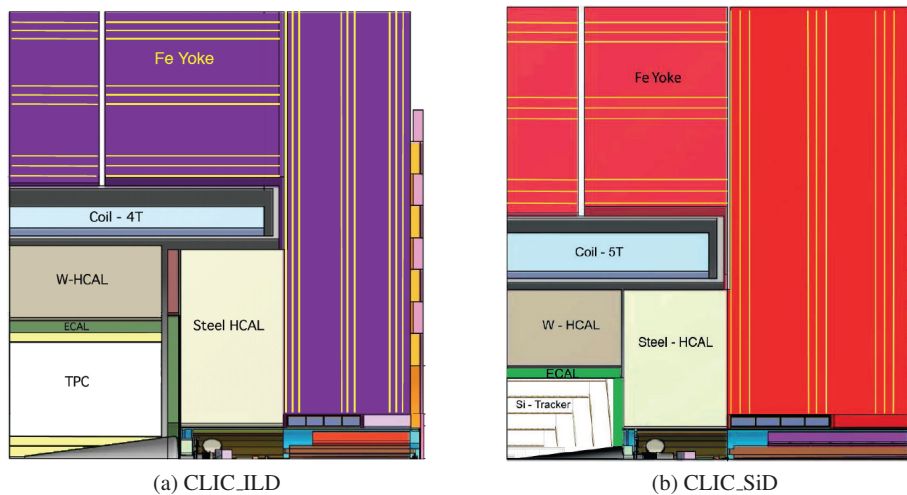 Fe Yoke
Coil - 4T
W-HCAL
ECAL
Steel HCAL
TPC
(a) CLIC_ILD
Fe Yoke
Coil - 5T
W - HCAL
Steel - HCAL
ECAL
Si - Tracker
(b) CLIC_SiD